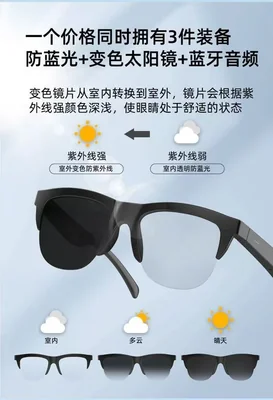 一个价格同时拥有3件装备
防蓝光+变色太阳镜+蓝牙音频
变色镜片从室内转换到室外，镜片会根据紫
外线强颜色深浅，使眼睛处于舒适的状态
紫外线强
紫外线弱
室外变色防紫外线
室内透明防蓝光
室内
多云
晴天